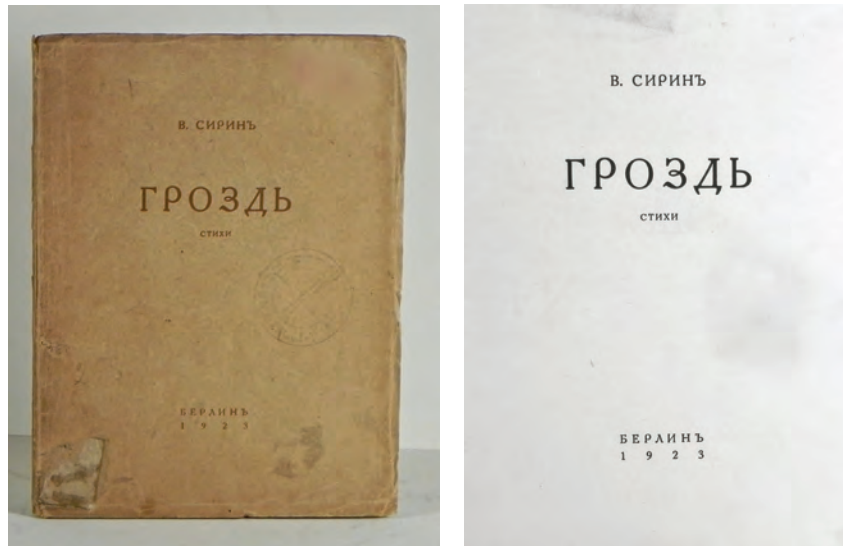 В. СИРИНЪ
ГРОЗДЬ
СТИХИ
БЕРЛИНЪ
1923
В. СИРИНЪ
ГРОЗДЬ
СТИХИ
БЕРЛИНЪ
1923